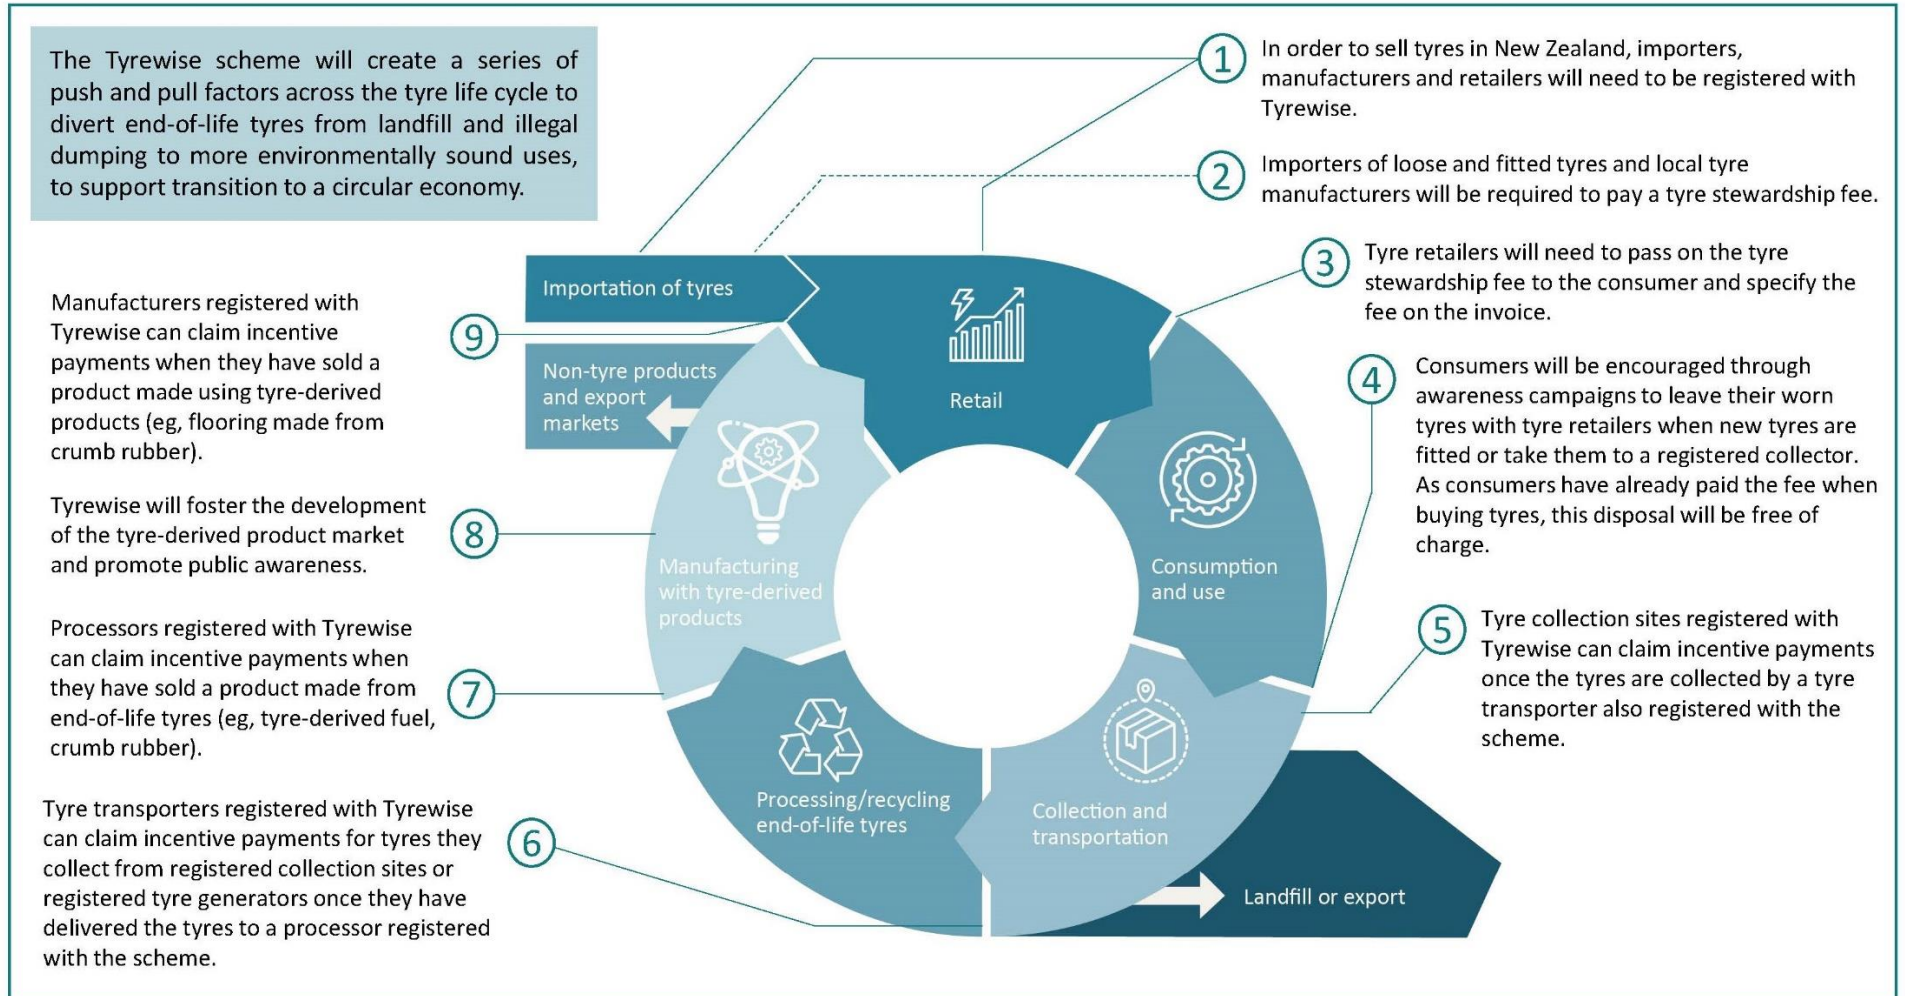 The Tyrewise scheme will create a series of
push and pull factors across the tyre life cycle to
divert end-of-life tyres from landfill and illegal
dumping to more environmentally sound uses,
to support transition to a circular economy.
1
In order to sell tyres in New Zealand, importers,
manufacturers and retailers will need to be registered with
Tyrewise.
2
Importers of loose and fitted tyres and local tyre
manufacturers will be required to pay a tyre stewardship fee.
3
Tyre retailers will need to pass on the tyre
stewardship fee to the consumer and specify the
fee on the invoice.
4
Consumers will be encouraged through
awareness campaigns to leave their worn
tyres with tyre retailers when new tyres are
fitted or take them to a registered collector.
As consumers have already paid the fee when
buying tyres, this disposal will be free of
charge.
5
Tyre collection sites registered with
Tyrewise can claim incentive payments
once the tyres are collected by a tyre
transporter also registered with the
scheme.
Tyre transporters registered with Tyrewise
can claim incentive payments for tyres they
collect from registered collection sites or
registered tyre generators once they have
delivered the tyres to a processor registered
with the scheme.
6
Processors registered with Tyrewise
can claim incentive payments when
they have sold a product made from
end-of-life tyres (eg, tyre-derived fuel,
crumb rubber).
7
Tyrewise will foster the development
of the tyre-derived product market
and promote public awareness.
8
Manufacturers registered with
Tyrewise can claim incentive
payments when they have sold a
product made using tyre-derived
products (eg, flooring made from
crumb rubber).
9
Importation of tyres
Non-tyre products
and export
markets
Retail
Consumption
and use
Collection and
transportation
Landfill or export
Processing/recycling
end-of-life tyres
Manufacturing
with tyre-derived
products